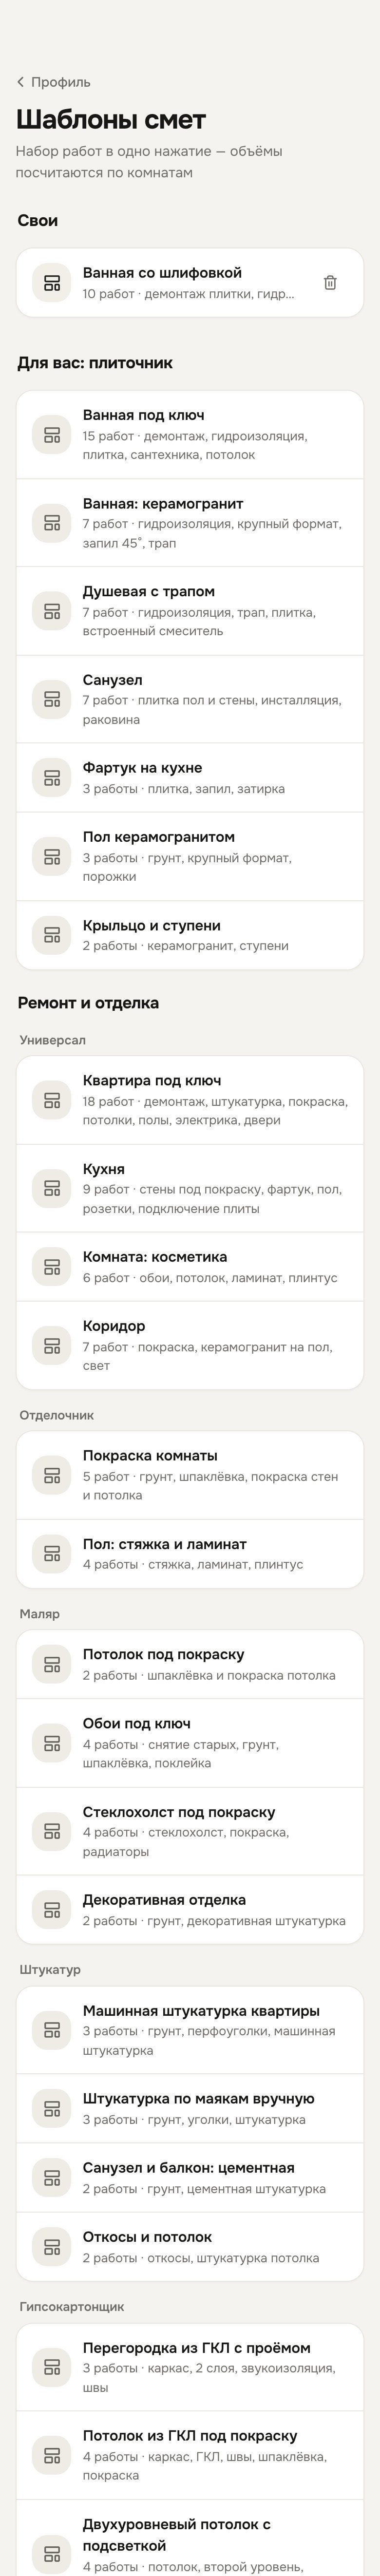 Профиль
Шаблоны смет
Набор работ в одно нажатие — объёмы
посчитаются по комнатам
Свои
Ванная со шлифовкой
10 работ · демонтаж плитки, гидр...
Для вас: плиточник
Ванная под ключ
15 работ · демонтаж, гидроизоляция,
плитка, сантехника, потолок
Ванная: керамогранит
7 работ · гидроизоляция, крупный формат,
запил 45°, трап
Душевая с трапом
7 работ · гидроизоляция, трап, плитка,
встроенный смеситель
Санузел
7 работ · плитка пол и стены, инсталляция,
раковина
Фартук на кухне
3 работы · плитка, запил, затирка
Пол керамогранитом
3 работы · грунт, крупный формат,
порожки
Крыльцо и ступени
2 работы · керамогранит, ступени
Ремонт и отделка
Универсал
Квартира под ключ
18 работ · демонтаж, штукатурка, покраска,
потолки, полы, электрика, двери
Кухня
9 работ · стены под покраску, фартук, пол,
розетки, подключение плиты
Комната: косметика
6 работ · обои, потолок, ламинат, плинтус
Коридор
7 работ · покраска, керамогранит на пол,
свет
Отделочник
Покраска комнаты
5 работ · грунт, шпаклёвка, покраска стен
и потолка
Пол: стяжка и ламинат
4 работы · стяжка, ламинат, плинтус
Маляр
Потолок под покраску
2 работы · шпаклёвка и покраска потолка
Обои под ключ
4 работы · снятие старых, грунт,
шпаклёвка, поклейка
Стеклохолст под покраску
4 работы · стеклохолст, покраска,
радиаторы
Декоративная отделка
2 работы · грунт, декоративная штукатурка
Штукатур
Машинная штукатурка квартиры
3 работы · грунт, перфоуголки, машинная
штукатурка
Штукатурка по маякам вручную
3 работы · грунт, уголки, штукатурка
Санузел и балкон: цементная
2 работы · грунт, цементная штукатурка
Откосы и потолок
2 работы · откосы, штукатурка потолка
Гипсокартонщик
Перегородка из ГКЛ с проёмом
3 работы · каркас, 2 слоя, звукоизоляция,
швы
Потолок из ГКЛ под покраску
4 работы · каркас, ГКЛ, швы, шпаклёвка,
покраска
Двухуровневый потолок с
подсветкой
4 работы · потолок, второй уровень,